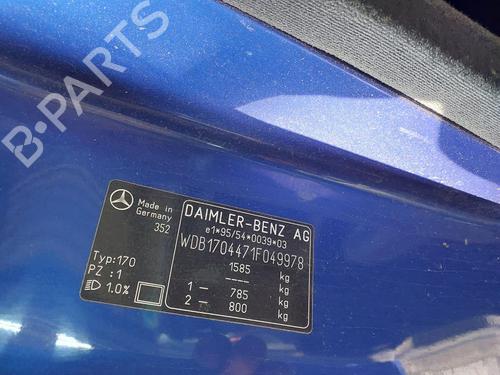 B-PARTS
Made in
Germany
352
DAIMLER-BENZ AG
e1*95/54*0039*03
WDB1704471F049978
1585 kg
---- kg
1 — 785 kg
2 — 800 kg
Typ:170
PZ :1
1.0%